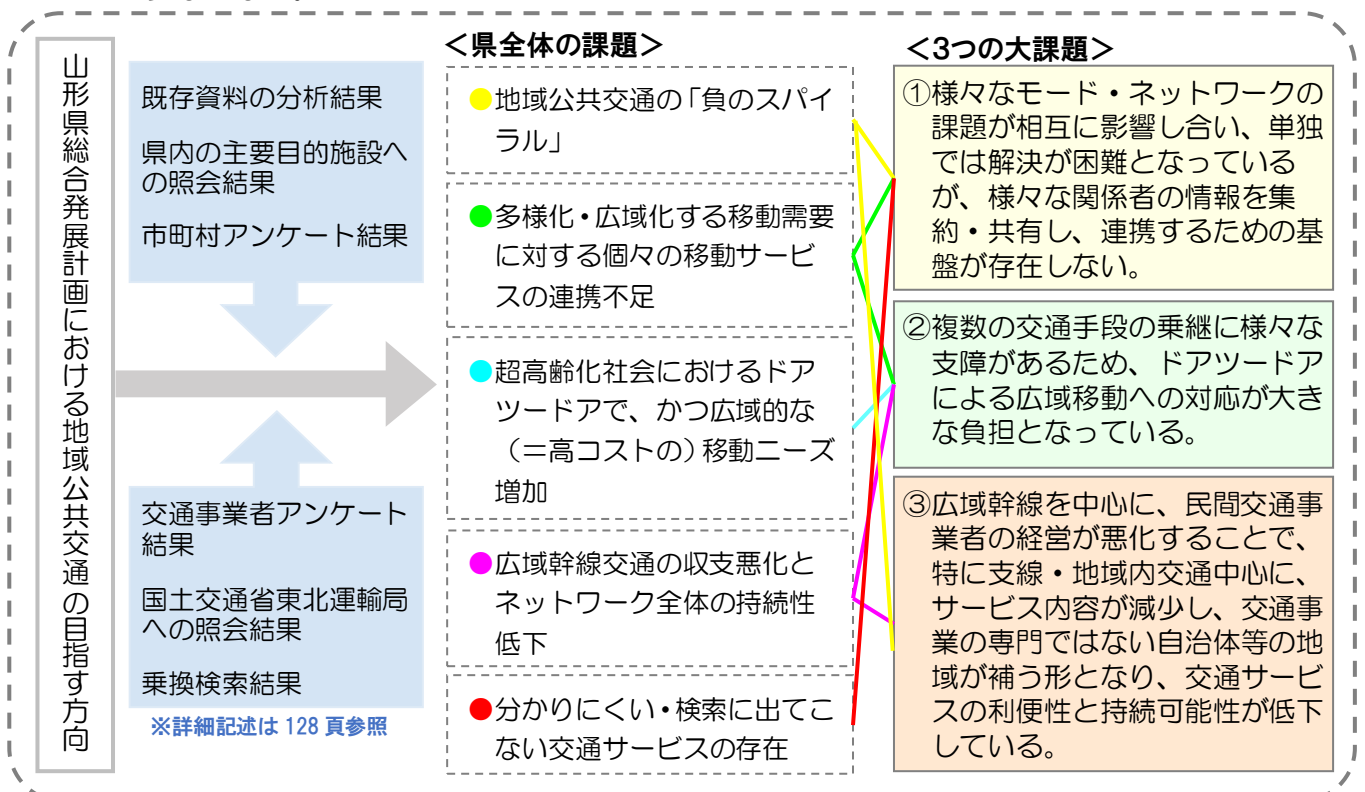 山形県総合発展計画における地域公共交通の目指す方向
既存資料の分析結果
県内の主要目的施設へ
の照会結果
市町村アンケート結果
交通事業者アンケート
結果
国土交通省東北運輸局
への照会結果
乗換検索結果
※詳細記述は 128 頁参照
＜県全体の課題＞
●地域公共交通の「負のスパイ
ラル」
●多様化・広域化する移動需要
に対する個々の移動サービ
スの連携不足
●超高齢化社会におけるドア
ツードアで、かつ広域的な
（＝高コストの）移動ニーズ
増加
●広域幹線交通の収支悪化と
ネットワーク全体の持続性
低下
●分かりにくい・検索に出てこ
ない交通サービスの存在
＜3つの大課題＞
①様々なモード・ネットワークの
課題が相互に影響し合い、単独
では解決が困難となっている
が、様々な関係者の情報を集
約・共有し、連携するための基
盤が存在しない。
②複数の交通手段の乗継に様々な
支障があるため、ドアツードア
による広域移動への対応が大き
な負担となっている。
③広域幹線を中心に、民間交通事
業者の経営が悪化することで、
特に支線・地域内交通中心に、
サービス内容が減少し、交通事
業の専門ではない自治体等の地
域が補う形となり、交通サービ
スの利便性と持続可能性が低下
している。